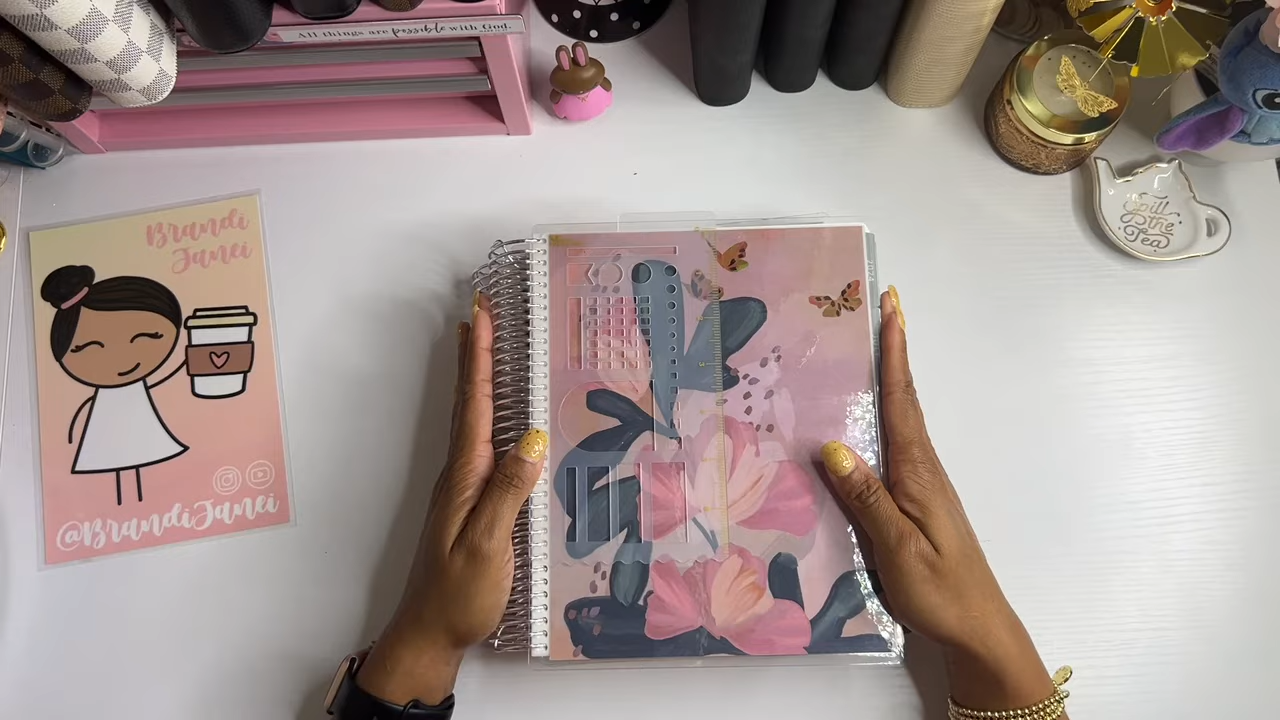 All things are possible with God.
Brandi
Janei
@BrandiJanei
Spill
the
Tea